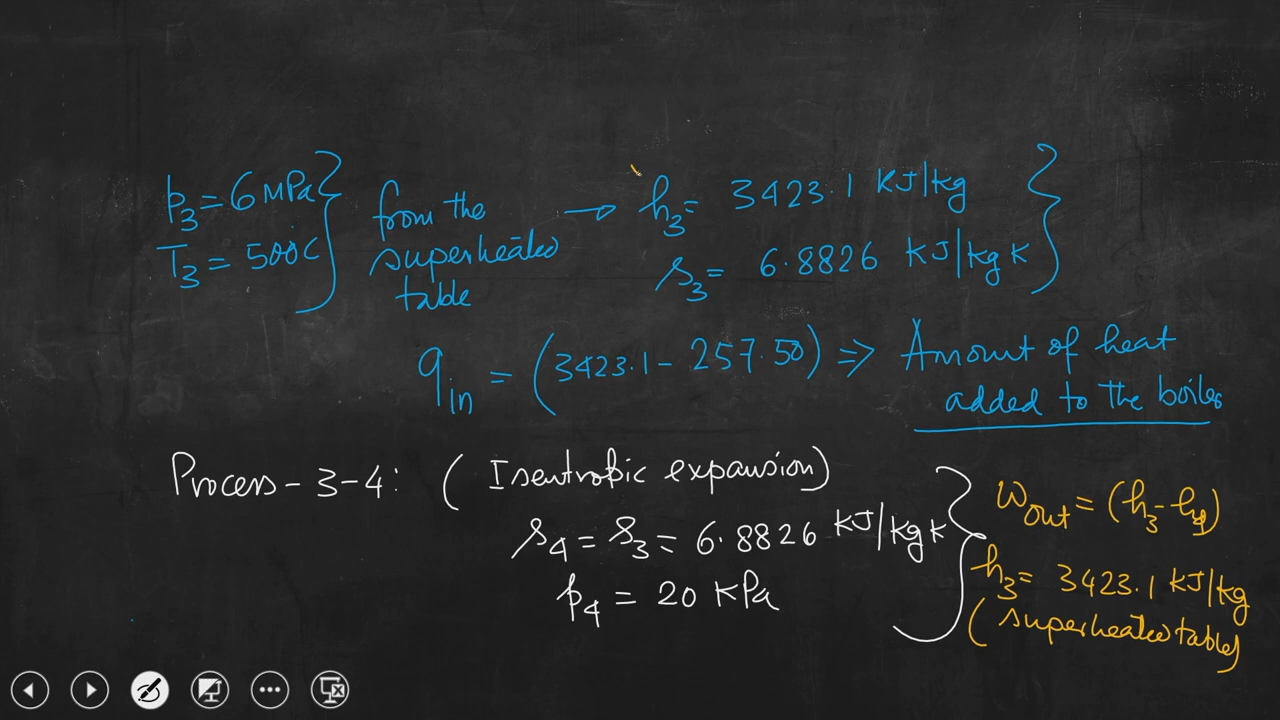 p3 = 6 MPa
T3 = 500°C
from the
superheated
table
→ h3 = 3423.1 KJ/kg
s3 = 6.8826 KJ/kg K
qin = (3423.1 - 257.50) ⇒ Amount of heat
added to the boiler
Process - 3-4: (Isentropic expansion)
s4 = s3 = 6.8826 KJ/kg K
p4 = 20 KPa
wout = (h3 - h4)
h3 = 3423.1 KJ/kg
(superheated table)